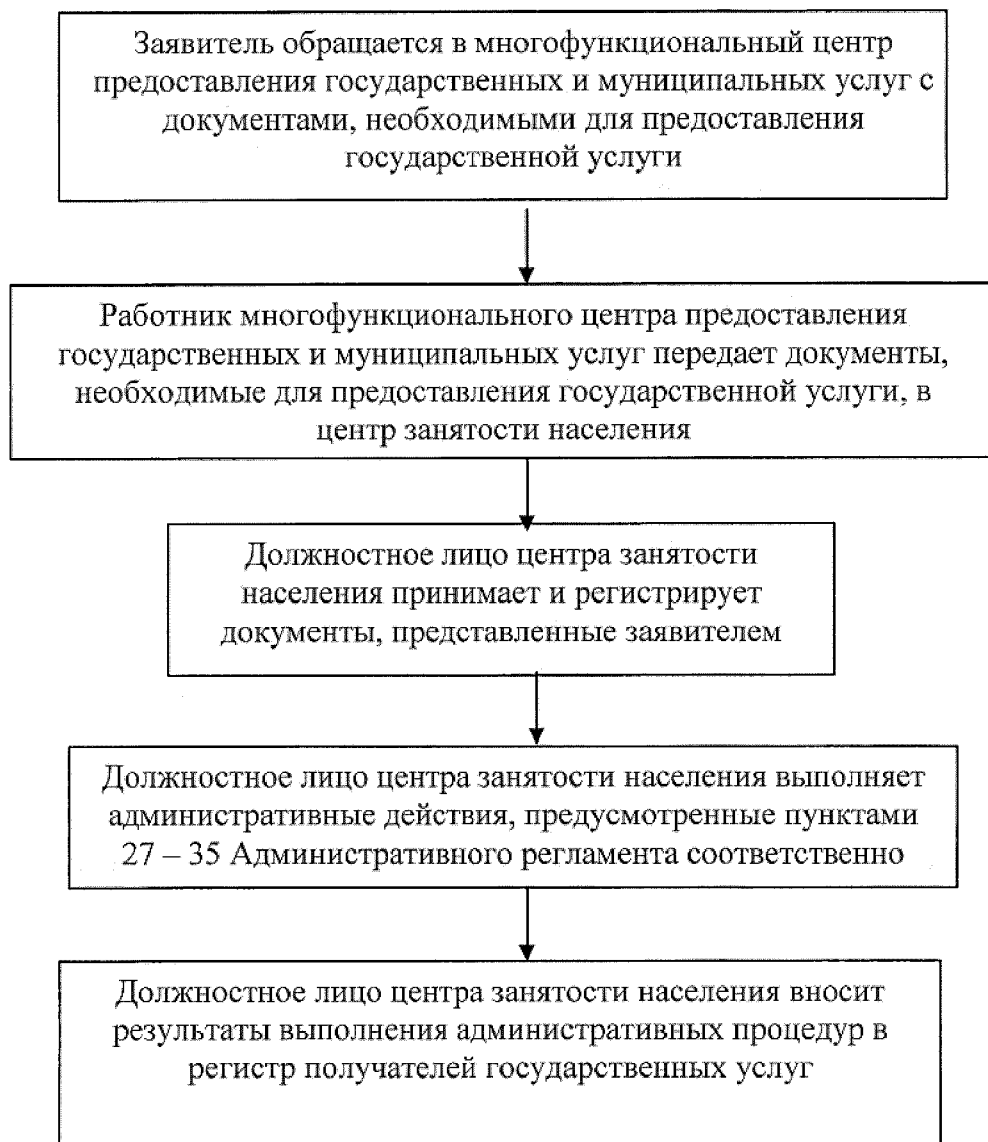 Заявитель обращается в многофункциональный центр
предоставления государственных и муниципальных услуг с
документами, необходимыми для предоставления
государственной услуги
Работник многофункционального центра предоставления
государственных и муниципальных услуг передает документы,
необходимые для предоставления государственной услуги, в
центр занятости населения
Должностное лицо центра занятости
населения принимает и регистрирует
документы, представленные заявителем
Должностное лицо центра занятости населения выполняет
административные действия, предусмотренные пунктами
27 – 35 Административного регламента соответственно
Должностное лицо центра занятости населения вносит
результаты выполнения административных процедур в
регистр получателей государственных услуг